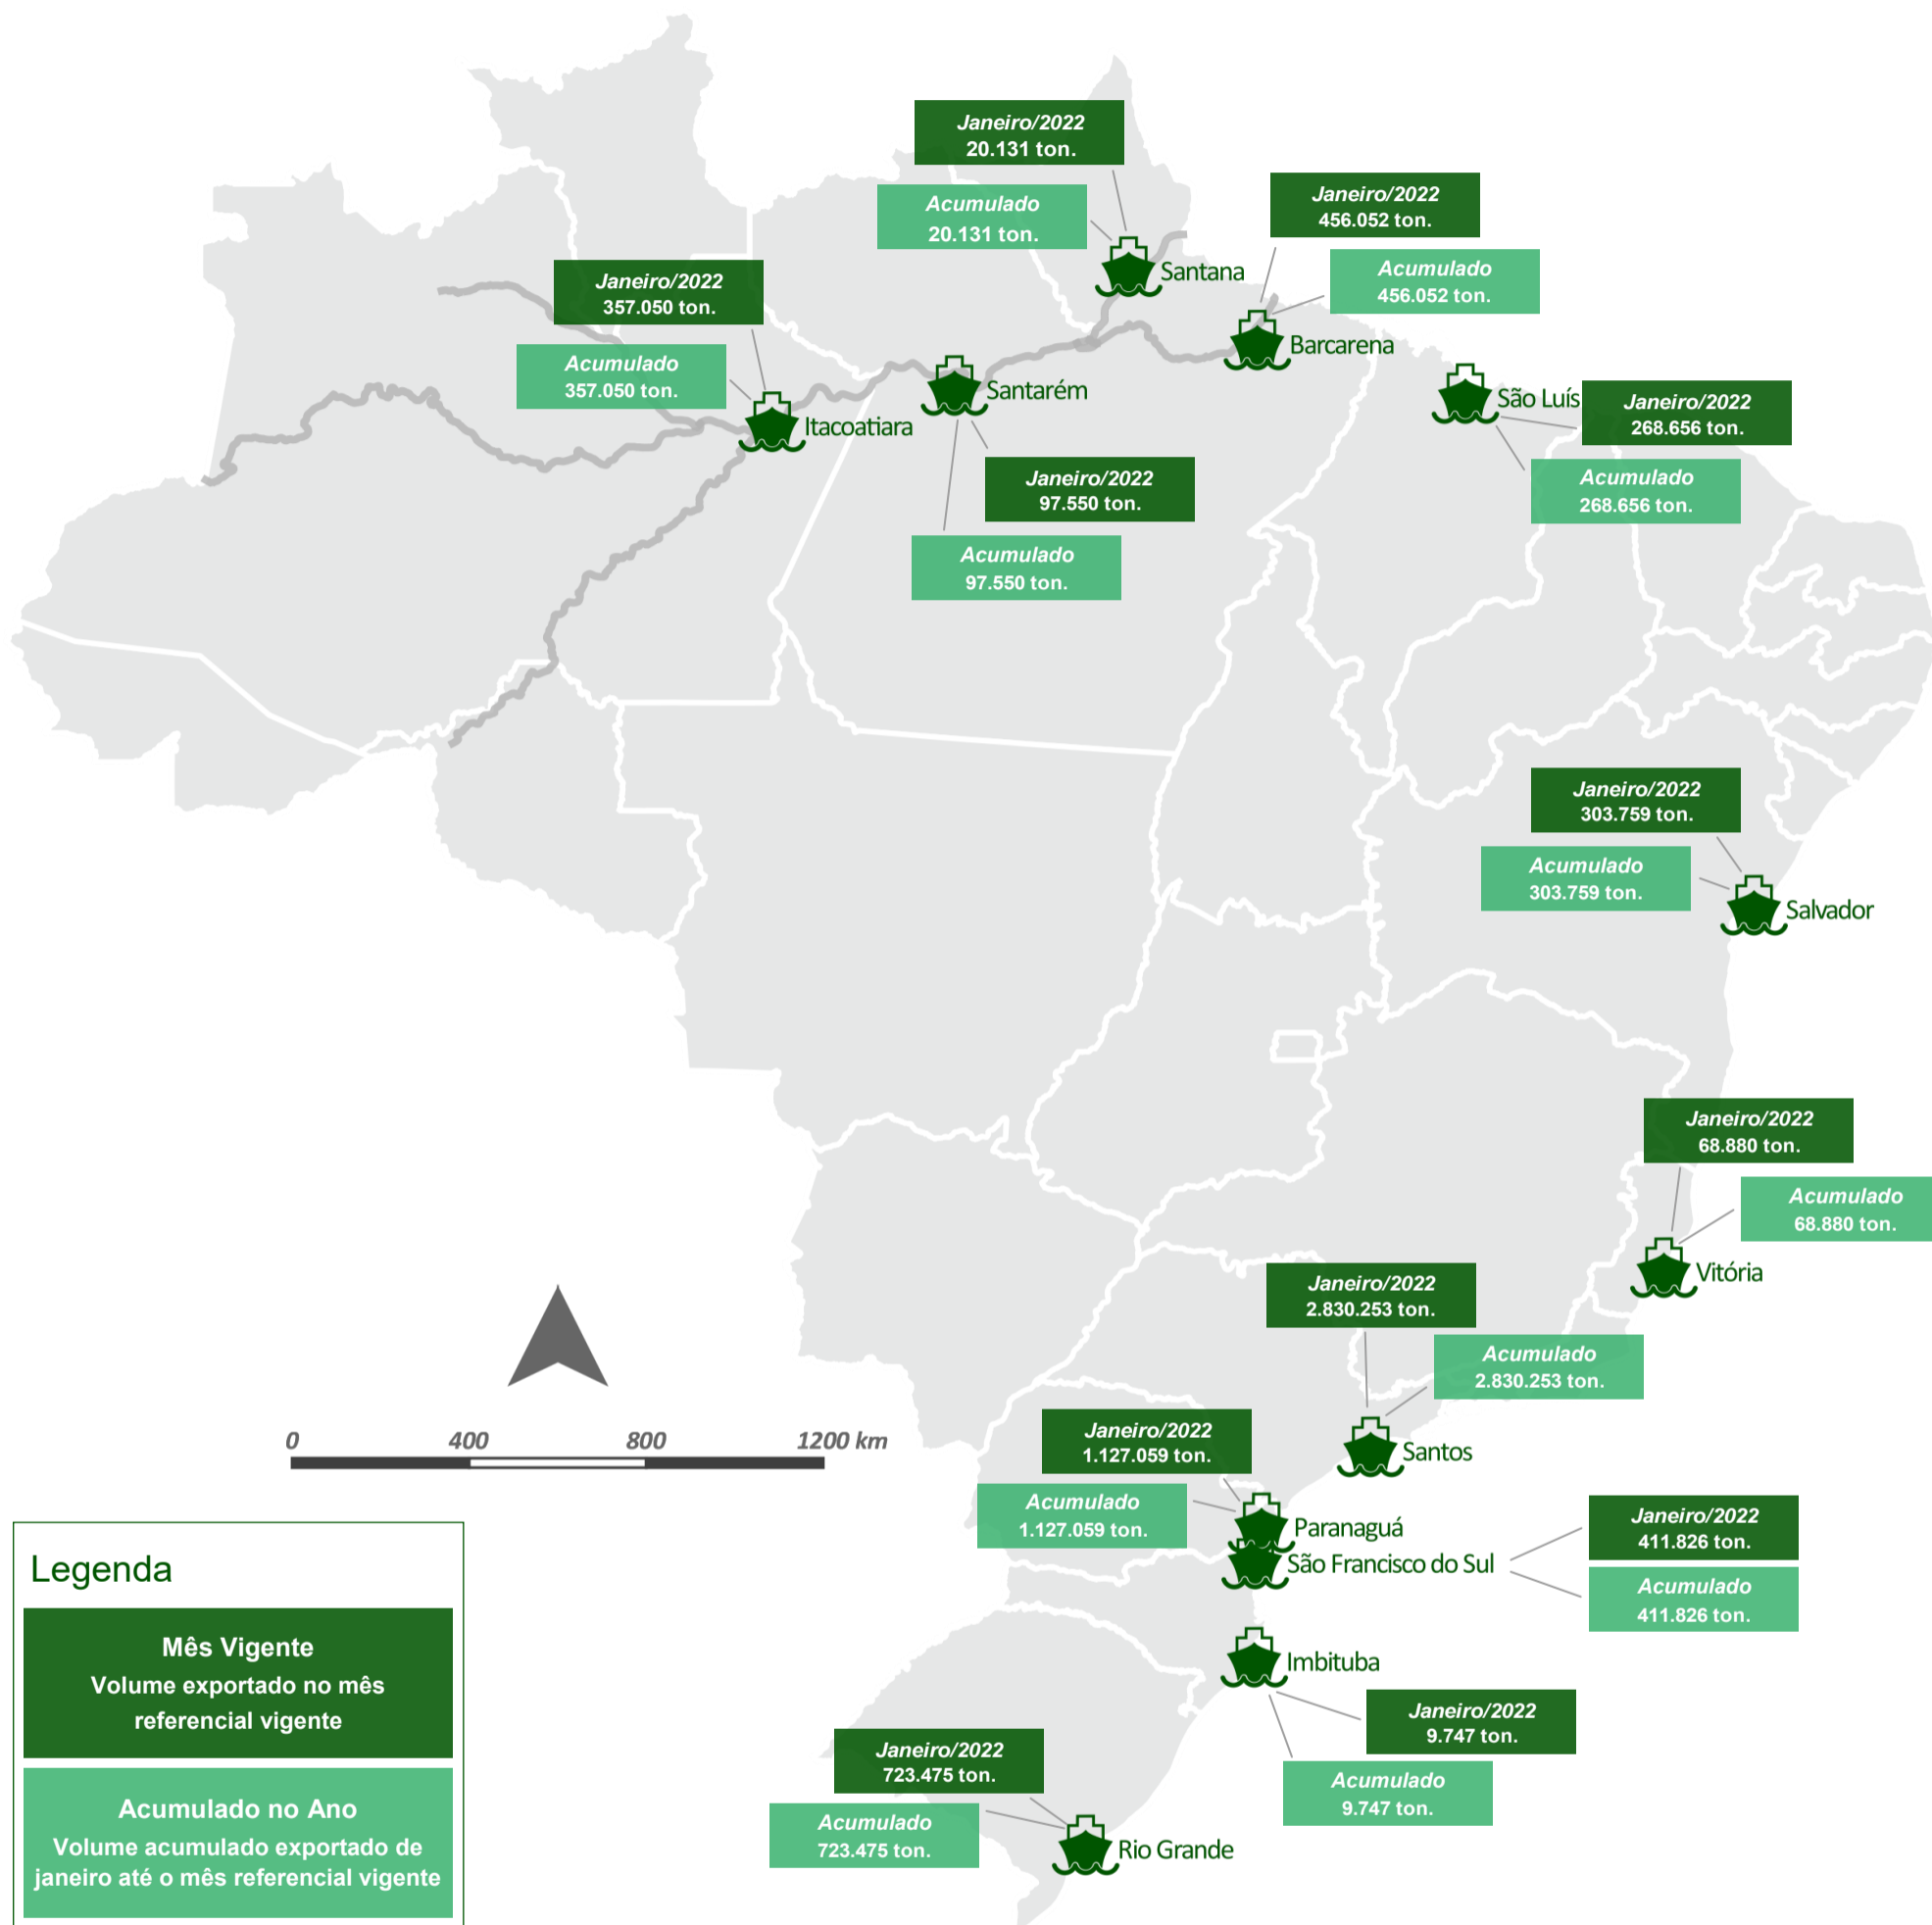 Janeiro/2022
20.131 ton.
Acumulado
20.131 ton.
Santana
Janeiro/2022
456.052 ton.
Acumulado
456.052 ton.
Barcarena
Janeiro/2022
357.050 ton.
Acumulado
357.050 ton.
Itacoatiara
Santarém
Janeiro/2022
97.550 ton.
Acumulado
97.550 ton.
São Luís
Janeiro/2022
268.656 ton.
Acumulado
268.656 ton.
Janeiro/2022
303.759 ton.
Acumulado
303.759 ton.
Salvador
Janeiro/2022
68.880 ton.
Acumulado
68.880 ton.
Vitória
Janeiro/2022
2.830.253 ton.
Acumulado
2.830.253 ton.
Santos
Janeiro/2022
1.127.059 ton.
Acumulado
1.127.059 ton.
Paranaguá
São Francisco do Sul
Janeiro/2022
411.826 ton.
Acumulado
411.826 ton.
Imbituba
Janeiro/2022
9.747 ton.
Acumulado
9.747 ton.
Janeiro/2022
723.475 ton.
Acumulado
723.475 ton.
Rio Grande
0 400 800 1200 km
Legenda
Mês Vigente
Volume exportado no mês
referencial vigente
Acumulado no Ano
Volume acumulado exportado de
janeiro até o mês referencial vigente